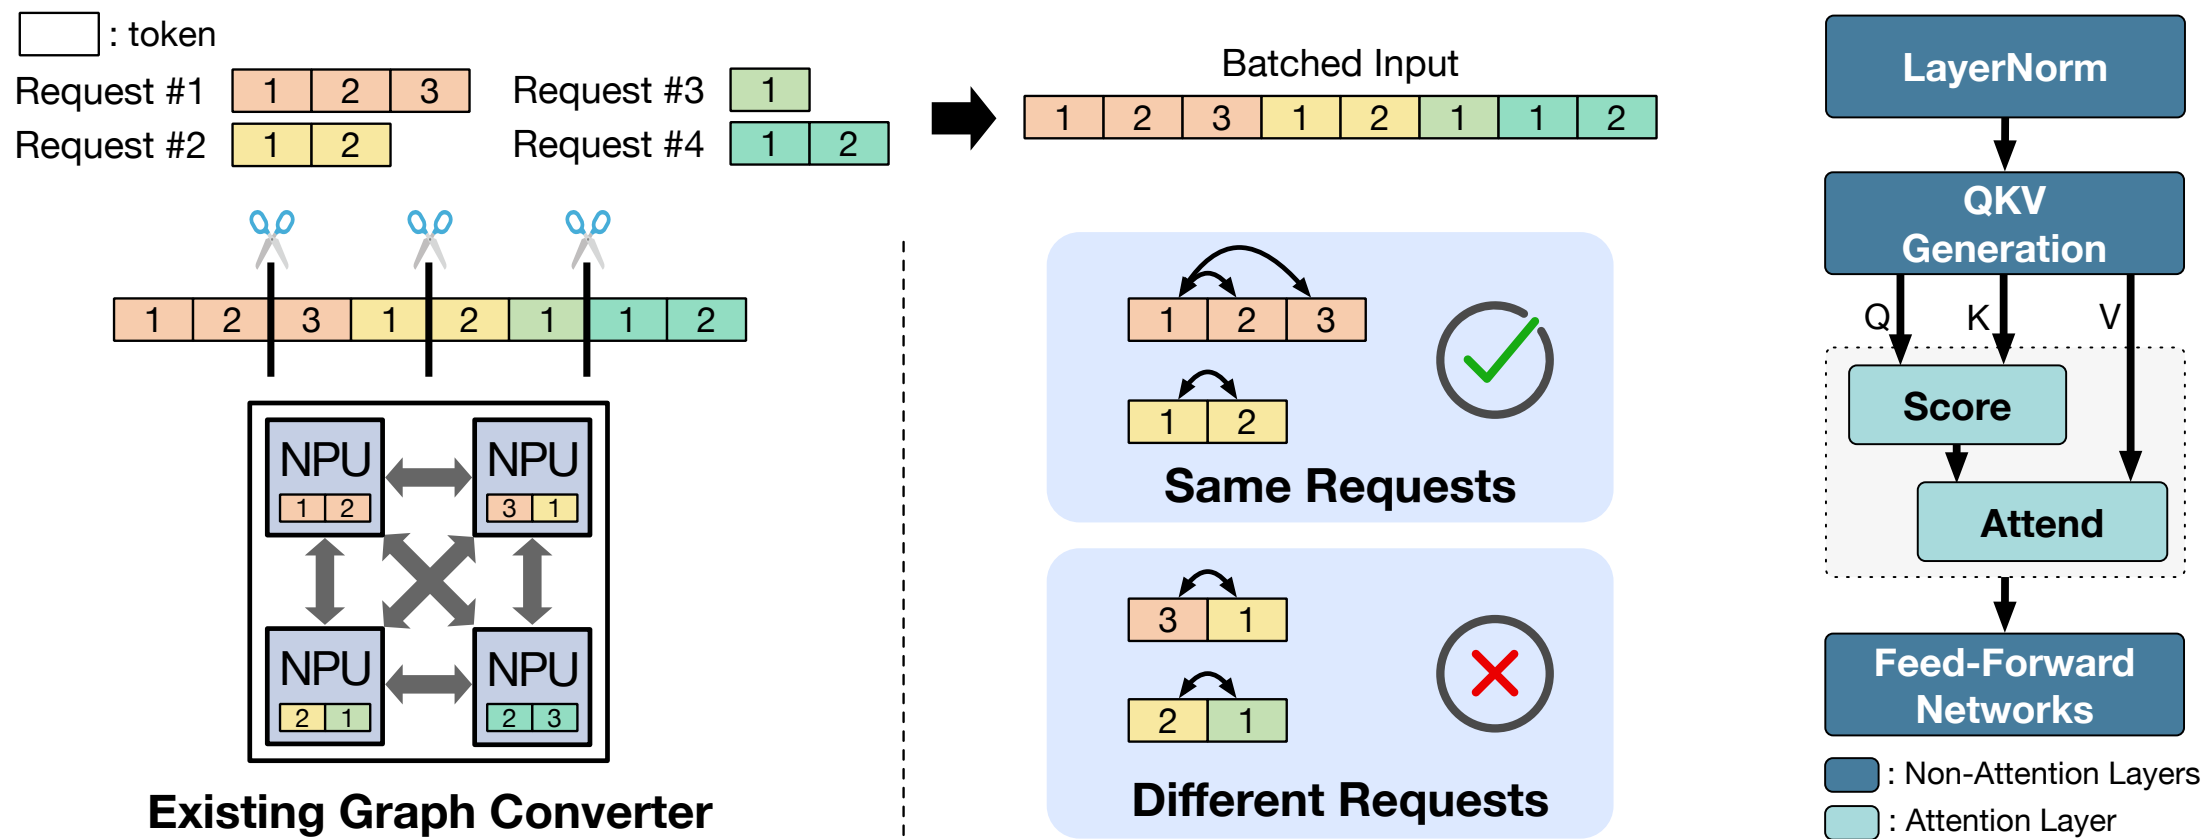 : token
Request #1 1 2 3
Request #2 1 2
Request #3 1
Request #4 1 2
Batched Input
1 2 3 1 2 1 1 2
1 2 3 1 2 1 1 2
NPU
1 2
NPU
3 1
NPU
2 1
NPU
2 3
Existing Graph Converter
1 2 3
1 2
Same Requests
3 1
2 1
Different Requests
LayerNorm
QKV
Generation
Q K V
Score
Attend
Feed-Forward
Networks
: Non-Attention Layers
: Attention Layer